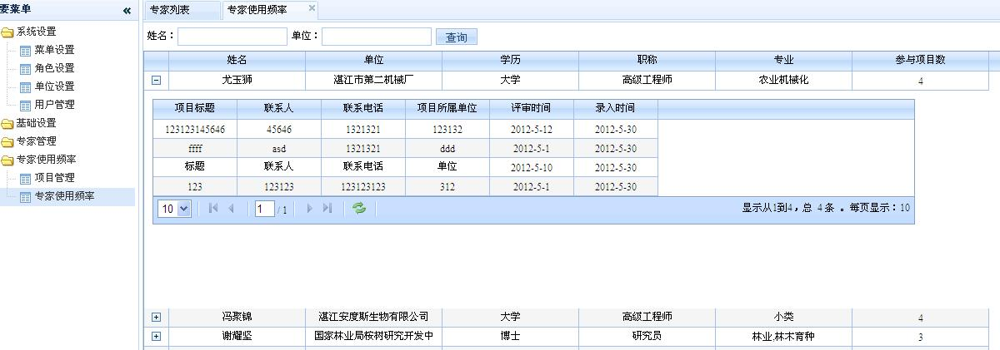 要菜单 «
系统设置
菜单设置
角色设置
单位设置
用户管理
基础设置
专家管理
专家使用频率
项目管理
专家使用频率
专家列表 专家使用频率
姓名： 单位： 查询
姓名 单位 学历 职称 专业 参与项目数
尤玉狮 湛江市第二机械厂 大学 高级工程师 农业机械化 4
项目标题 联系人 联系电话 项目所属单位 评审时间 录入时间
123123145646 45646 1321321 123132 2012-5-12 2012-5-30
ffff asd 1321321 ddd 2012-5-1 2012-5-30
标题 联系人 联系电话 单位 2012-5-10 2012-5-30
123 123123 123123123 312 2012-5-1 2012-5-30
10 1 / 1 显示从1到4，总 4 条 。每页显示：10
冯聚锦 湛江安度斯生物有限公司 大学 高级工程师 小类 4
谢耀坚 国家林业局桉树研究开发中 博士 研究员 林业,林木育种 3